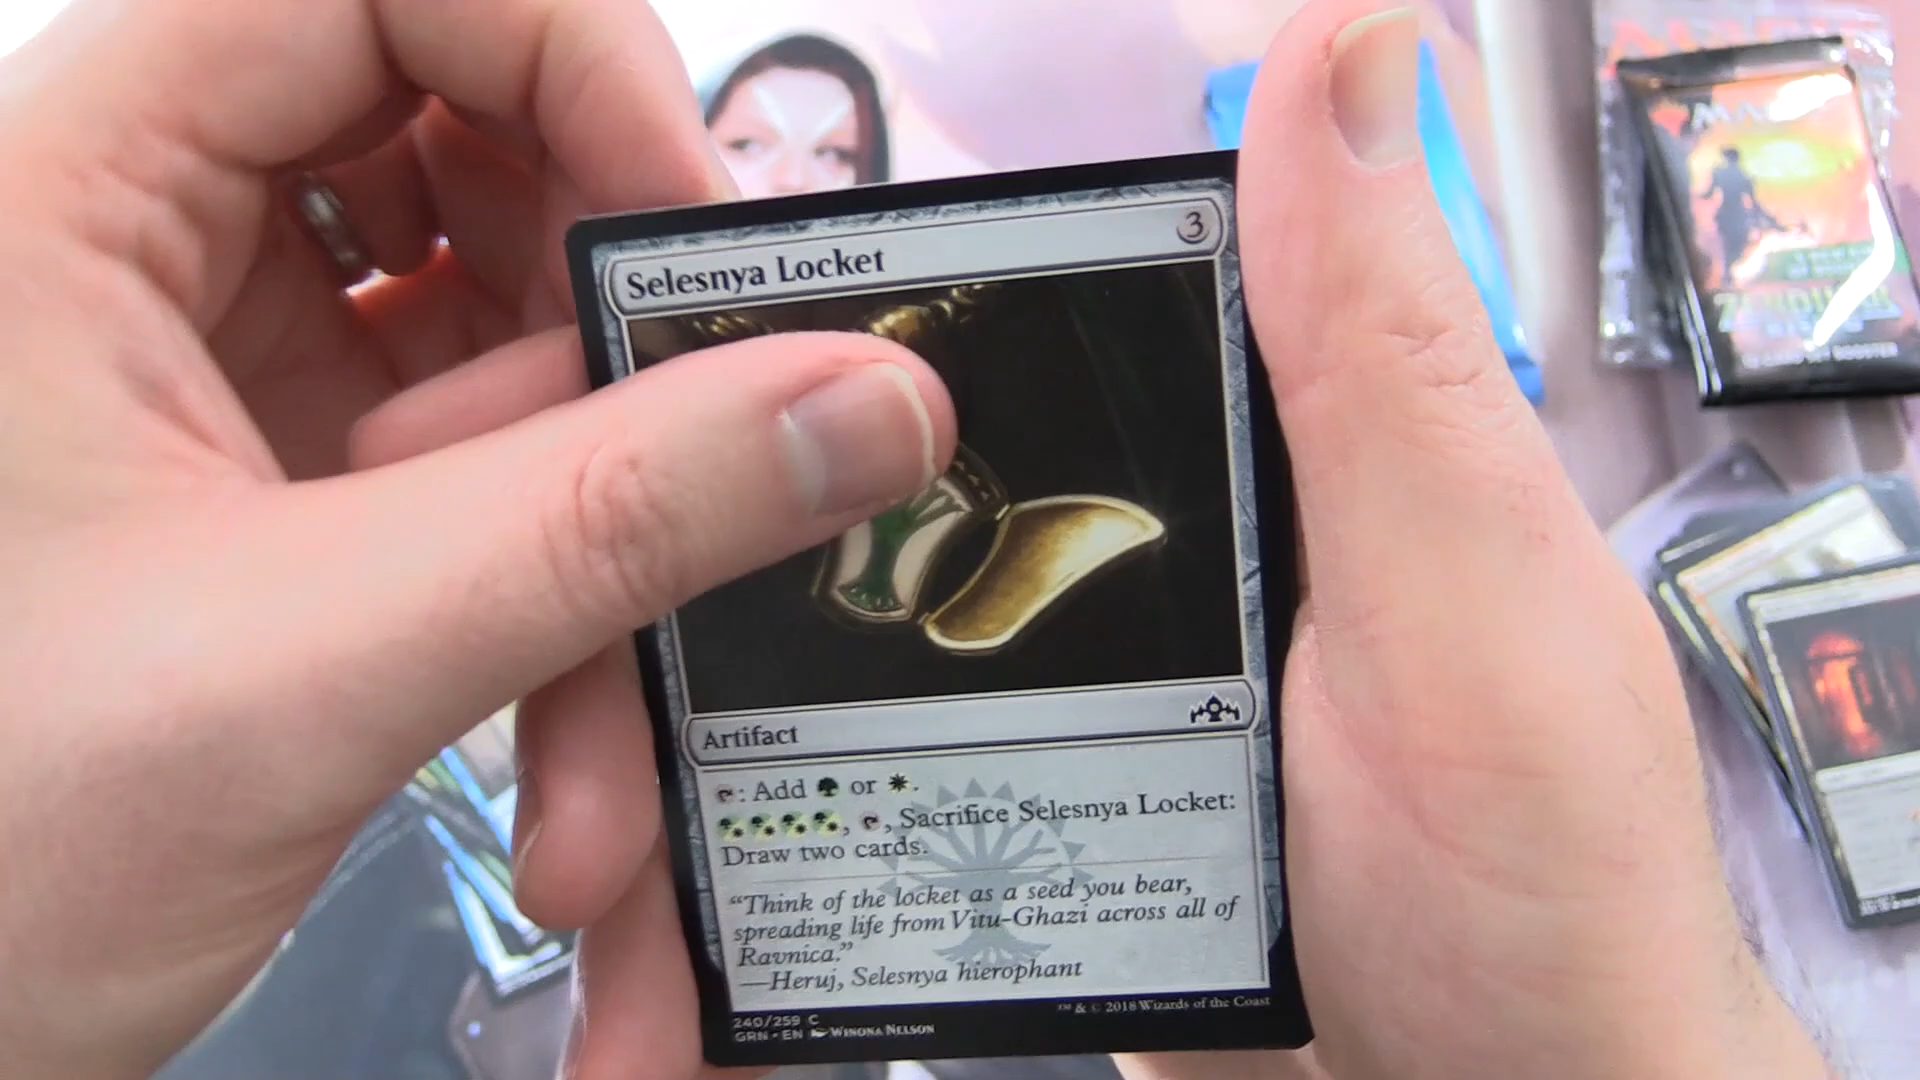 Selesnya Locket
3
Artifact
: Add or .
, , Sacrifice Selesnya Locket:
Draw two cards.
“Think of the locket as a seed you bear,
spreading life from Vitu-Ghazi across all of
Ravnica.”
—Heruj, Selesnya hierophant
240/259 C
GRN • EN WINONA NELSON
™ & © 2018 Wizards of the Coast